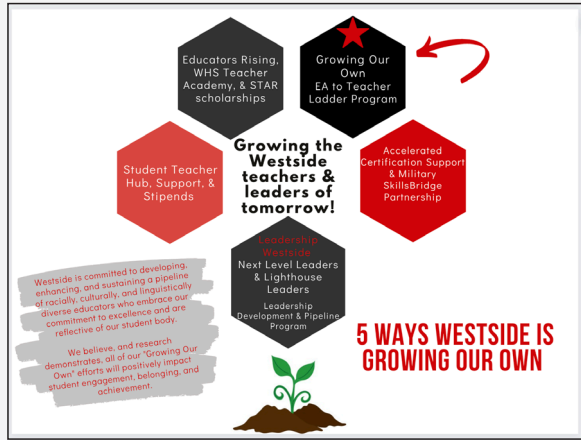 Educators Rising,
WHS Teacher
Academy, & STAR
scholarships
Growing Our
Own
EA to Teacher
Ladder Program
Student Teacher
Hub, Support, &
Stipends
Growing the
Westside
teachers &
leaders of
tomorrow!
Accelerated
Certification Support
& Military
SkillsBridge
Partnership
Leadership
Westside
Next Level Leaders
& Lighthouse
Leaders
Leadership
Development & Pipeline
Program
Westside is committed to developing,
enhancing, and sustaining a pipeline
of racially, culturally, and linguistically
diverse educators who embrace our
commitment to excellence and are
reflective of our student body.
We believe, and research
demonstrates, all of our "Growing Our
Own" efforts will positively impact
student engagement, belonging, and
achievement.
5 WAYS WESTSIDE IS
GROWING OUR OWN